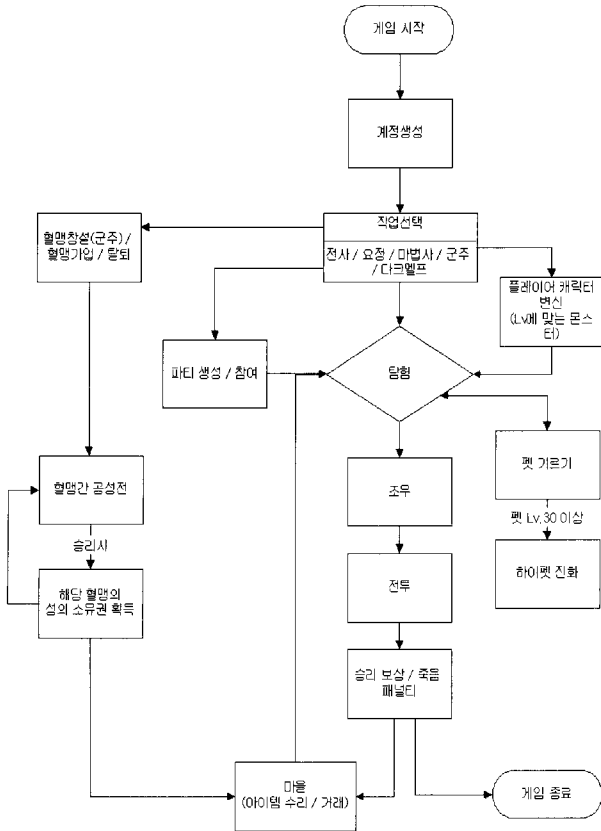 게임 시작
계정생성
직업선택
전사 / 요정 / 마법사 / 군주
/ 다크엘프
혈맹창설(군주) /
혈맹가입 / 탈퇴
플레이어 캐릭터
변신
(Lv에 맞는 몬스
터)
파티 생성 / 참여
탐험
혈맹간 공성전
조우
펫 기르기
승리시
펫 Lv.30 이상
해당 혈맹의
성의 소유권 획득
전투
하이펫 진화
승리 보상 / 죽음
패널티
마을
(아이템 수리 / 거래)
게임 종료